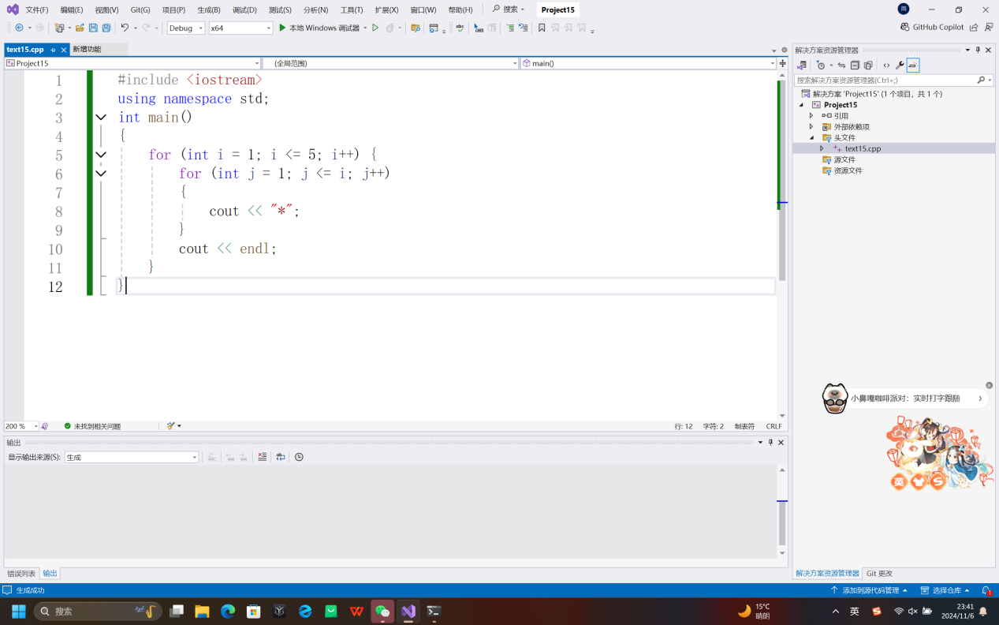 文件(F) 编辑(E) 视图(V) Git(G) 项目(P) 生成(B) 调试(D) 测试(S) 分析(N) 工具(T) 扩展(X) 窗口(W) 帮助(H) 搜索 Project15
Debug x64 本地 Windows 调试器 GitHub Copilot
text15.cpp 新增功能
Project15 (全局范围) main()
1 #include <iostream>
2 using namespace std;
3 int main()
4 {
5 for (int i = 1; i <= 5; i++) {
6 for (int j = 1; j <= i; j++)
7 {
8 cout << "*";
9 }
10 cout << endl;
11 }
12 }
200 % 未找到相关问题 行: 12 字符: 2 制表符 CRLF
输出
显示输出来源(S): 生成
错误列表 输出
解决方案资源管理器
搜索解决方案资源管理器(Ctrl+;)
解决方案 'Project15' (1 个项目，共 1 个)
Project15
引用
外部依赖项
头文件
text15.cpp
源文件
资源文件
小鼻嘎咖啡派对：实时打字跟随
英 S
解决方案资源管理器 Git 更改
生成成功 添加到源代码管理 选择仓库 1
搜索 15°C 英 23:41
晴朗 2024/11/6